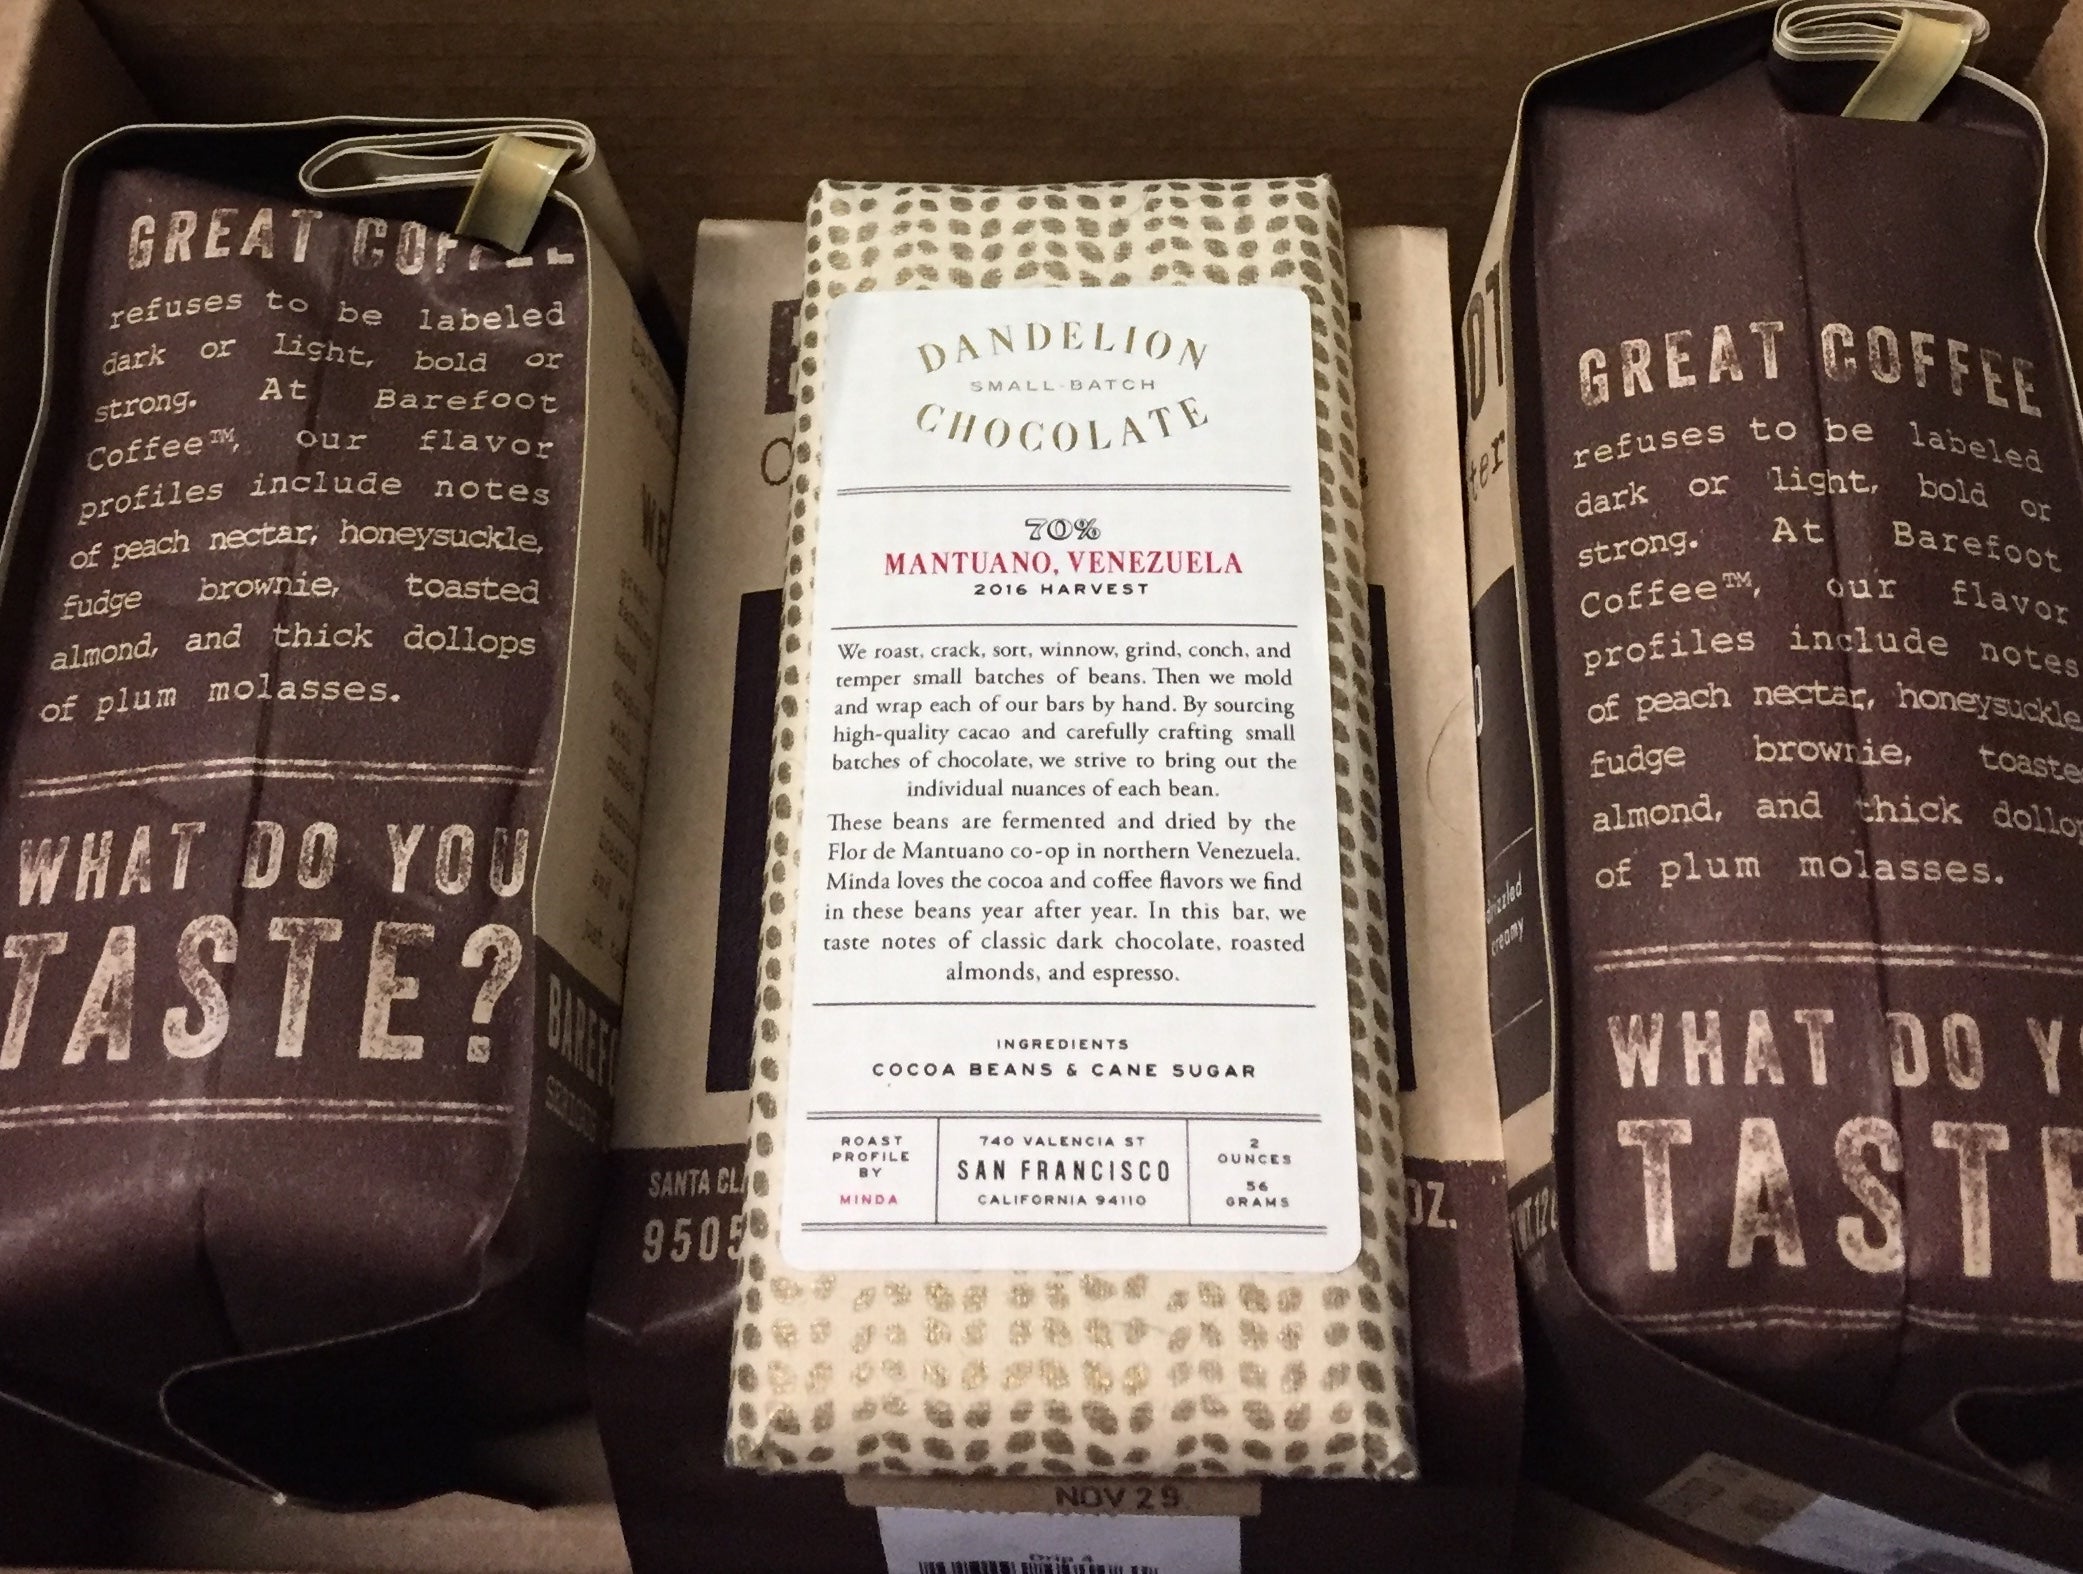 GREAT COFFEE
refuses to be labeled
dark or light, bold or
strong. At Barefoot
Coffee™, our flavor
profiles include notes
of peach nectar, honeysuckle,
fudge brownie, toasted
almond, and thick dollops
of plum molasses.
WHAT DO YOU
TASTE?
SANTA
9505
DANDELION
SMALL-BATCH
CHOCOLATE
70%
MANTUANO, VENEZUELA
2016 HARVEST
We roast, crack, sort, winnow, grind, conch, and
temper small batches of beans. Then we mold
and wrap each of our bars by hand. By sourcing
high-quality cacao and carefully crafting small
batches of chocolate, we strive to bring out the
individual nuances of each bean.
These beans are fermented and dried by the
Flor de Mantuano co-op in northern Venezuela.
Minda loves the cocoa and coffee flavors we find
in these beans year after year. In this bar, we
taste notes of classic dark chocolate, roasted
almonds, and espresso.
INGREDIENTS
COCOA BEANS & CANE SUGAR
ROAST
PROFILE
BY
MINDA
740 VALENCIA ST
SAN FRANCISCO
CALIFORNIA 94110
2
OUNCES
56
GRAMS
OZ.
NOV 29
drizzled
creamy
GREAT COFFEE
refuses to be labeled
dark or light, bold or
strong. At Barefoot
Coffee™, our flavor
profiles include notes
of peach nectar, honeysuckle
fudge brownie, toaste
almond, and thick dollo
of plum molasses.
WHAT DO Y
TAST